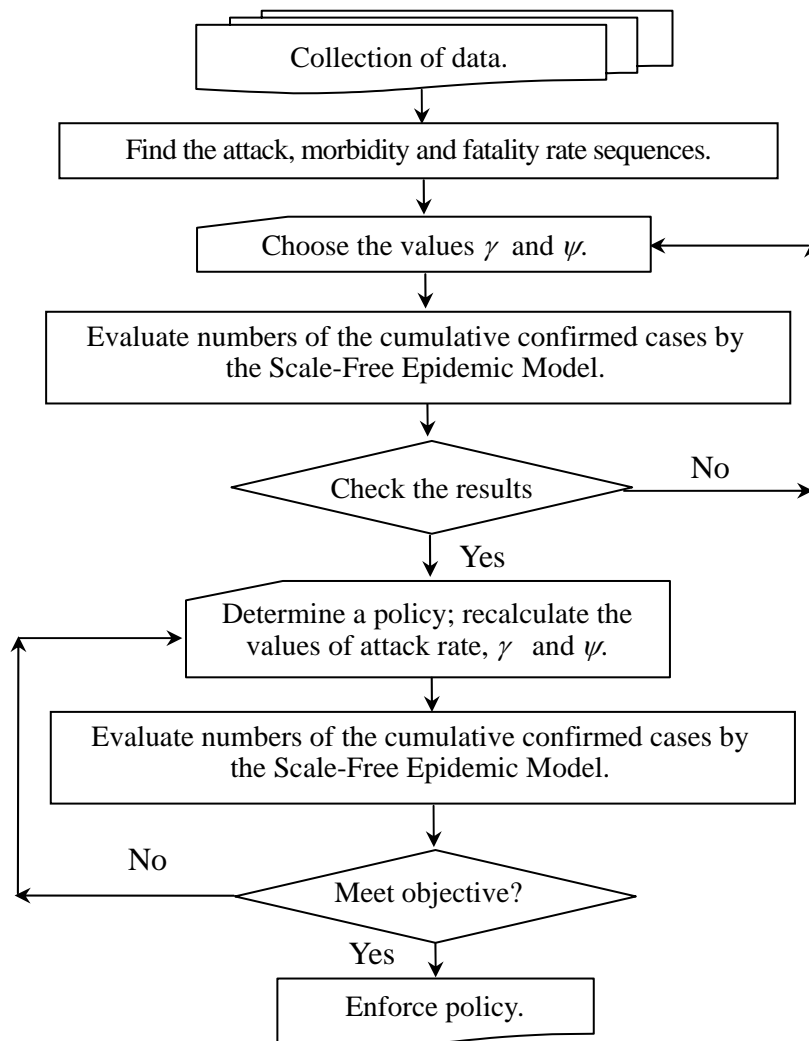 Collection of data.
Find the attack, morbidity and fatality rate sequences.
Choose the values γ and ψ.
Evaluate numbers of the cumulative confirmed cases by
the Scale-Free Epidemic Model.
Check the results
No
Yes
Determine a policy; recalculate the
values of attack rate, γ and ψ.
Evaluate numbers of the cumulative confirmed cases by
the Scale-Free Epidemic Model.
No
Meet objective?
Yes
Enforce policy.